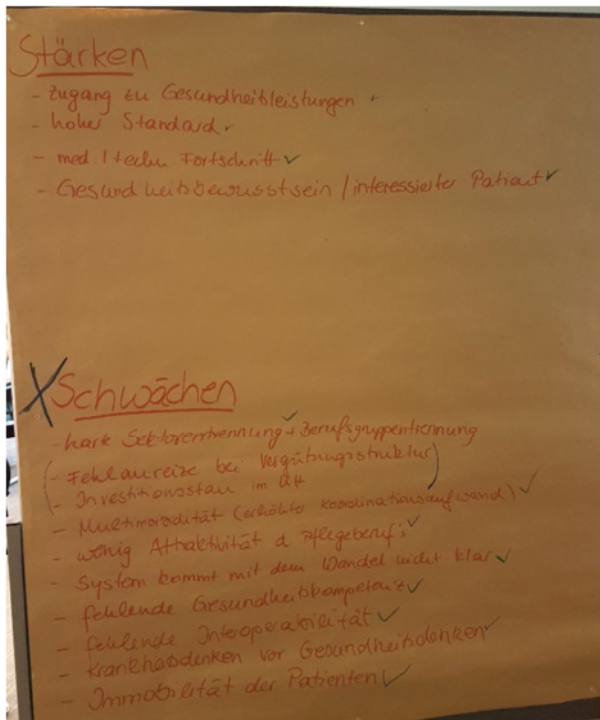 Stärken
- Zugang zu Gesundheitsleistungen ✓
- hoher Standard ✓
- med. / techn. Fortschritt ✓
- Gesundheitsbewusstsein / interessierter Patient ✓
X Schwächen
- harte Sektorentrennung ✓ + Berufsgruppentrennung
(- Fehlanreize bei Vergütungsstruktur)
- Investitionsstau im
- Multimorbidität (erhöhter Koordinationsaufwand) ✓
- wenig Attraktivität d. Pflegeberufs ✓
- System kommt mit dem Wandel nicht klar ✓
- fehlende Gesundheitskompetenz ✓
- fehlende Interoperabilität ✓
- Krankheitsdenken vor Gesundheitsdenken ✓
- Immobilität der Patienten ✓